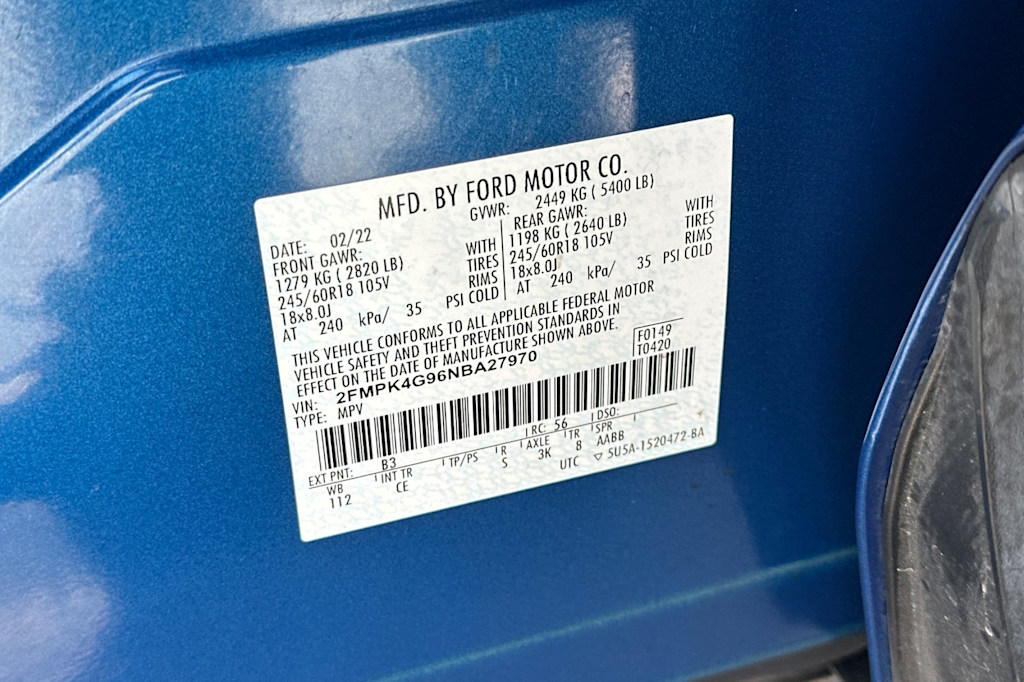 MFD. BY FORD MOTOR CO.
DATE: 02/22 GVWR: 2449 KG ( 5400 LB)
FRONT GAWR: REAR GAWR:
1279 KG ( 2820 LB) WITH 1198 KG ( 2640 LB) WITH
245/60R18 105V TIRES 245/60R18 105V TIRES
18x8.0J RIMS 18x8.0J RIMS
AT 240 kPa/ 35 PSI COLD AT 240 kPa/ 35 PSI COLD
THIS VEHICLE CONFORMS TO ALL APPLICABLE FEDERAL MOTOR
VEHICLE SAFETY AND THEFT PREVENTION STANDARDS IN
EFFECT ON THE DATE OF MANUFACTURE SHOWN ABOVE.
VIN: 2FMPK4G96NBA27970 F0149
TYPE: MPV T0420
EXT PNT: B3 RC: 56 DSO:
WB INT TR TP/PS R AXLE TR SPR
112 CE S 3K 8 AABB
UTC ▽ 5U5A-1520472-BA